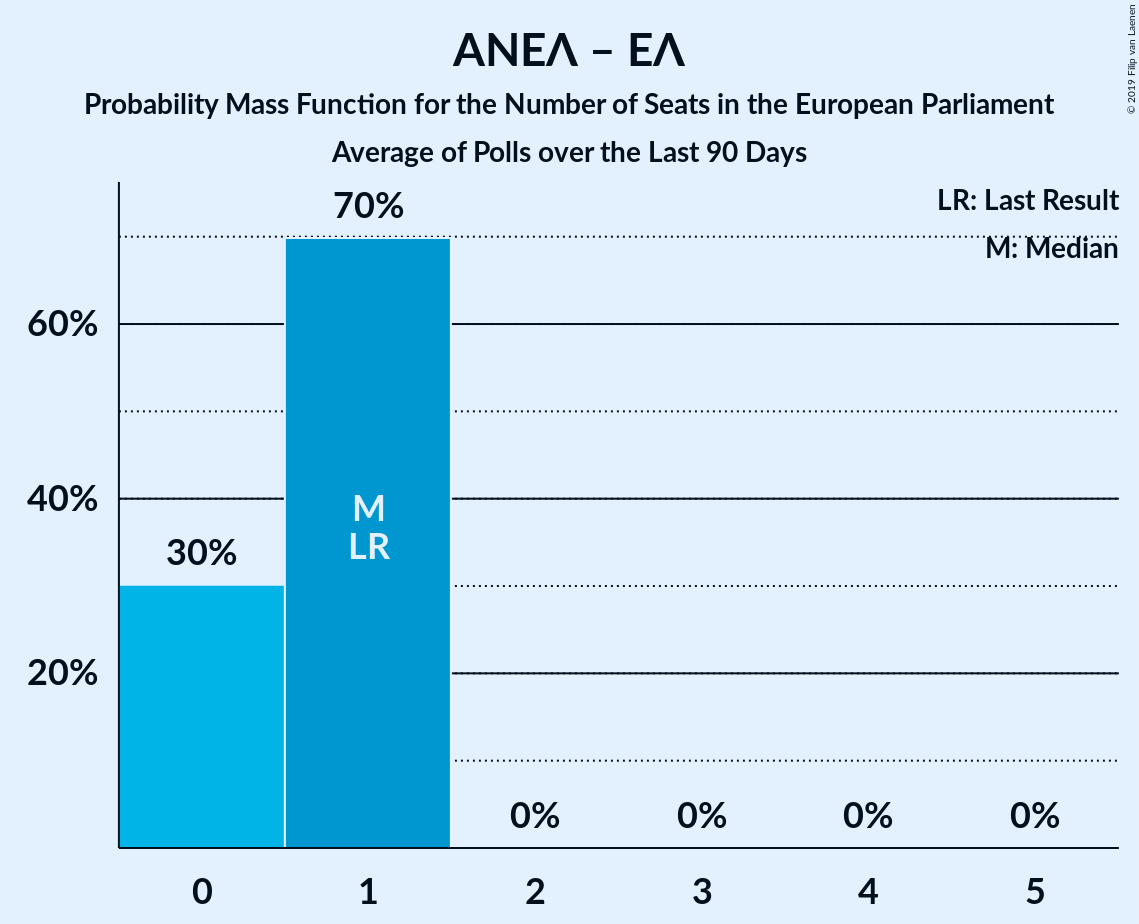 ΑΝΕΛ – ΕΛ
Probability Mass Function for the Number of Seats in the European Parliament
Average of Polls over the Last 90 Days
© 2019 Filip van Laenen
LR: Last Result
M: Median
70%
60%
40%
M
LR
30%
20%
0%
0%
0%
0%
0
1
2
3
4
5